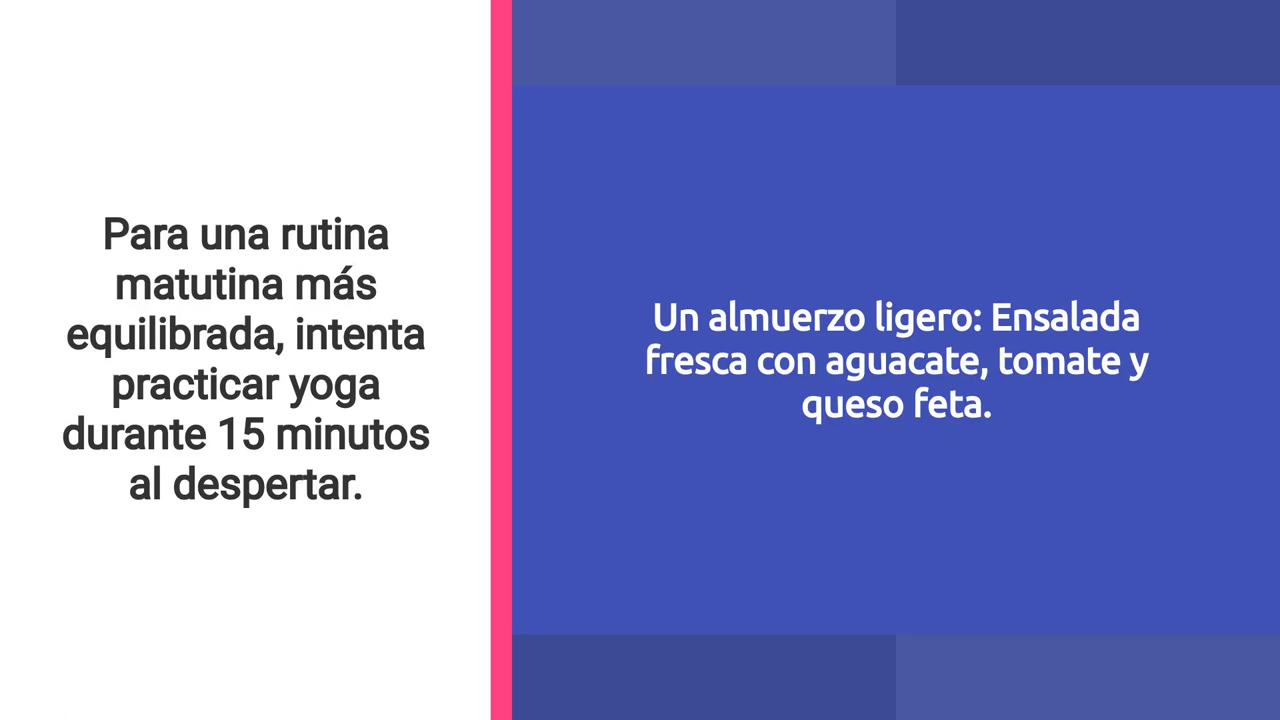 Para una rutina
matutina más
equilibrada, intenta
practicar yoga
durante 15 minutos
al despertar.
Un almuerzo ligero: Ensalada
fresca con aguacate, tomate y
queso feta.